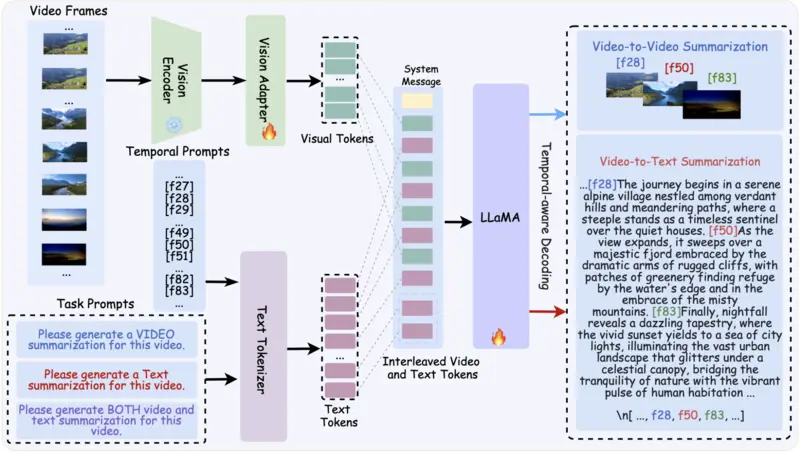 Video Frames
...
...
Vision
Encoder
Vision Adapter
...
Visual Tokens
Temporal Prompts
...
[f27]
[f28]
[f29]
...
[f49]
[f50]
[f51]
...
[f82]
[f83]
...
Task Prompts
Please generate a VIDEO
summarization for this video.
Please generate a Text
summarization for this video.
Please generate BOTH video and
text summarization for this
video.
Text Tokenizer
...
Text
Tokens
System
Message
Interleaved Video
and Text Tokens
LLaMA
Temporal-aware Decoding
Video-to-Video Summarization
[f28]
[f50]
[f83]
Video-to-Text Summarization
...[f28]The journey begins in a serene
alpine village nestled among verdant
hills and meandering paths, where a
steeple stands as a timeless sentinel
over the quiet houses. [f50]As the
view expands, it sweeps over a
majestic fjord embraced by the
dramatic arms of rugged cliffs, with
patches of greenery finding refuge
by the water's edge and in the
embrace of the misty
mountains. [f83]Finally, nightfall
reveals a dazzling tapestry, where
the vivid sunset yields to a sea of city
lights, illuminating the vast urban
landscape that glitters under a
celestial canopy, bridging the
tranquility of nature with the vibrant
pulse of human habitation ...
\n[ ..., f28, f50, f83, ...]